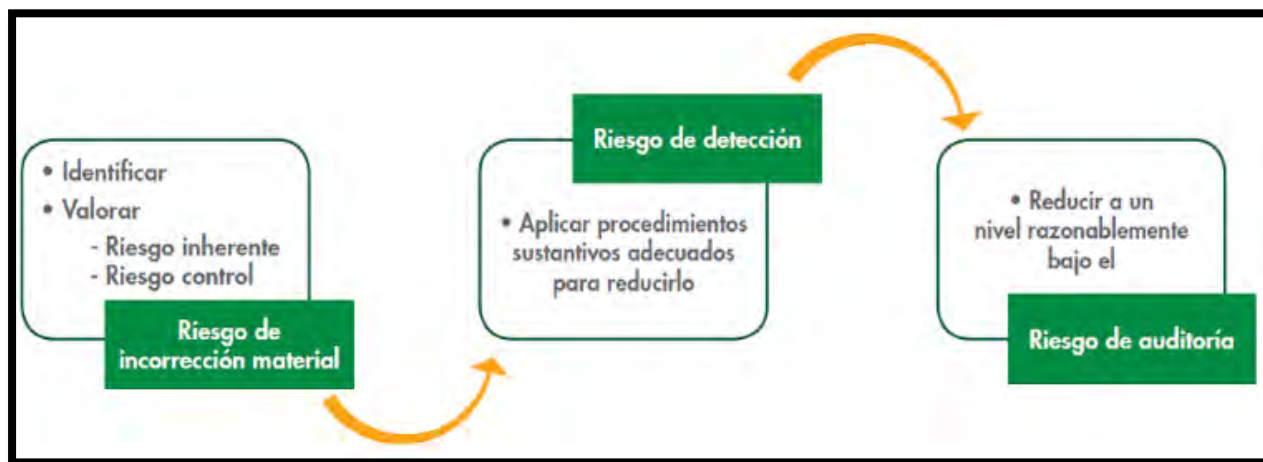 • Identificar
• Valorar
- Riesgo inherente
- Riesgo control
Riesgo de
incorrección material
Riesgo de detección
• Aplicar procedimientos
sustantivos adecuados
para reducirlo
• Reducir a un
nivel razonablemente
bajo el
Riesgo de auditoría